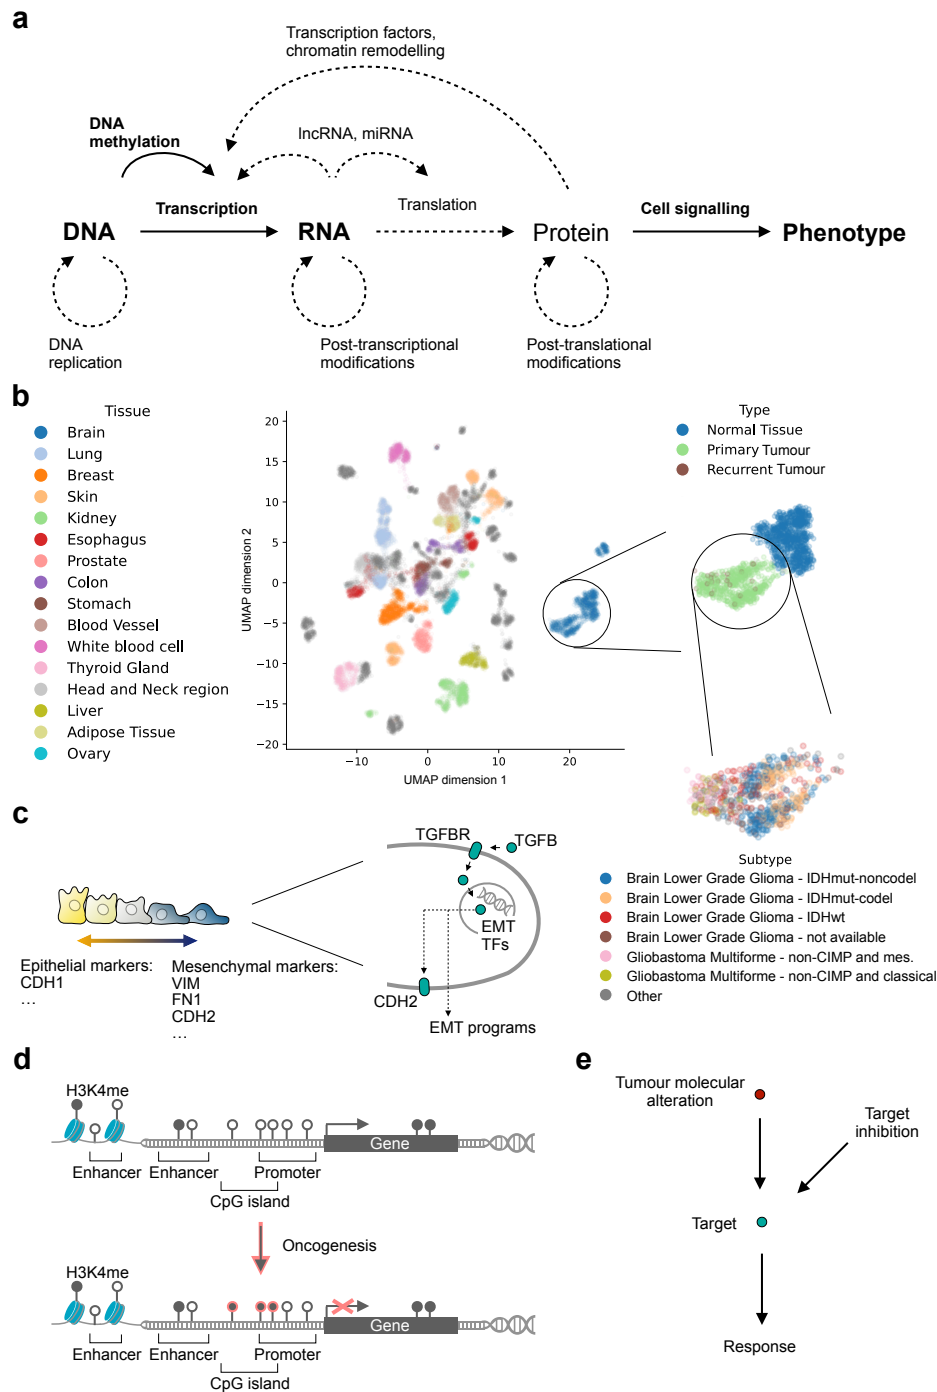 a
Transcription factors,
chromatin remodelling
DNA
methylation
lncRNA, miRNA
Transcription
Translation
Cell signalling
DNA
RNA
Protein
Phenotype
DNA
replication
Post-transcriptional
modifications
Post-translational
modifications
b
Tissue
Brain
Lung
Breast
Skin
Kidney
Esophagus
Prostate
Colon
Stomach
Blood Vessel
White blood cell
Thyroid Gland
Head and Neck region
Liver
Adipose Tissue
Ovary
UMAP dimension 2
20
15
10
5
0
−5
−10
−15
−20
−10
0
10
20
UMAP dimension 1
Type
Normal Tissue
Primary Tumour
Recurrent Tumour
Subtype
Brain Lower Grade Glioma - IDHmut-noncodel
Brain Lower Grade Glioma - IDHmut-codel
Brain Lower Grade Glioma - IDHwt
Brain Lower Grade Glioma - not available
Gliobastoma Multiforme - non-CIMP and mes.
Gliobastoma Multiforme - non-CIMP and classical
Other
c
Epithelial markers:
CDH1
...
Mesenchymal markers:
VIM
FN1
CDH2
...
TGFBR
TGFB
EMT
TFs
CDH2
EMT programs
d
H3K4me
Gene
Enhancer
Enhancer
Promoter
CpG island
Oncogenesis
H3K4me
Gene
Enhancer
Enhancer
Promoter
CpG island
e
Tumour molecular
alteration
Target
inhibition
Target
Response